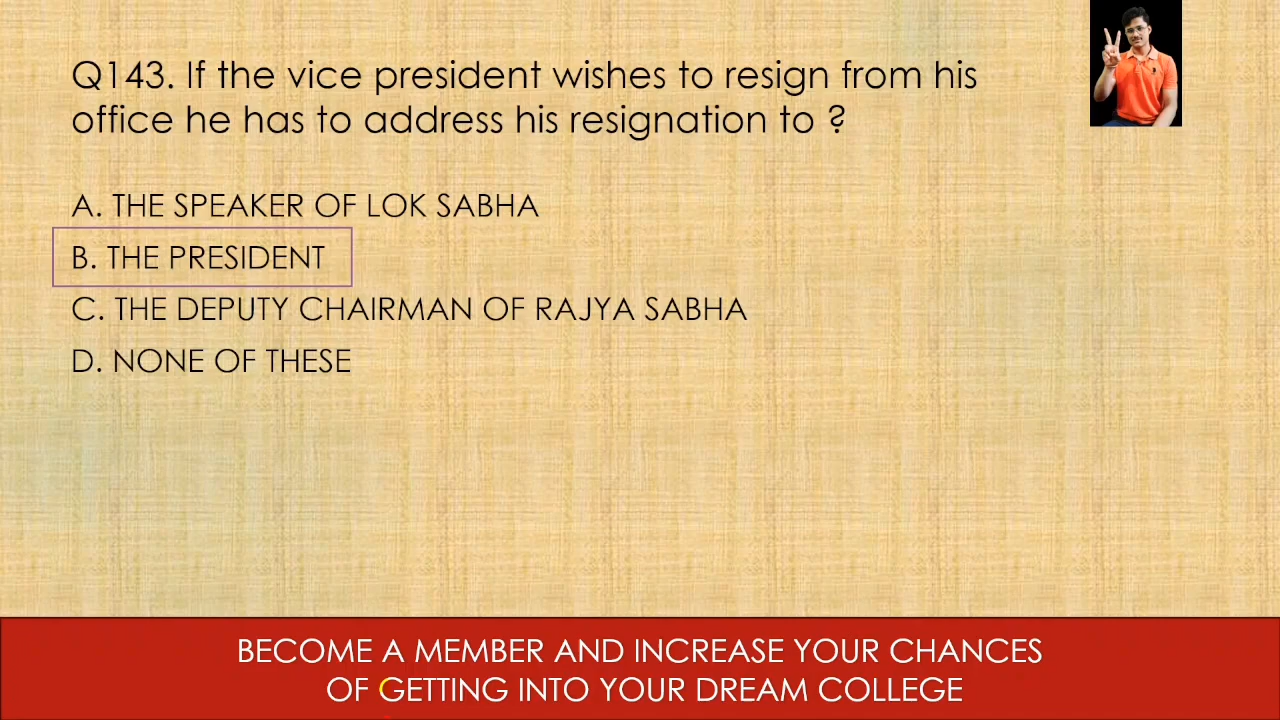 Q143. If the vice president wishes to resign from his
office he has to address his resignation to ?
A. THE SPEAKER OF LOK SABHA
B. THE PRESIDENT
C. THE DEPUTY CHAIRMAN OF RAJYA SABHA
D. NONE OF THESE
BECOME A MEMBER AND INCREASE YOUR CHANCES
OF GETTING INTO YOUR DREAM COLLEGE